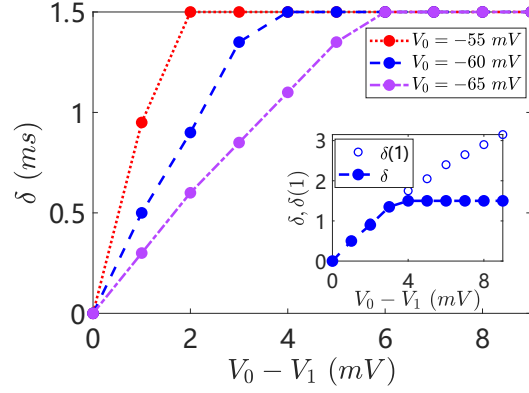 1.5
1
0.5
0
δ (ms)
0 2 4 6 8
V₀ − V₁ (mV)
V₀ = −55 mV
V₀ = −60 mV
V₀ = −65 mV
3
2
1
0
δ, δ(1)
δ(1)
δ
0 4 8
V₀ − V₁ (mV)